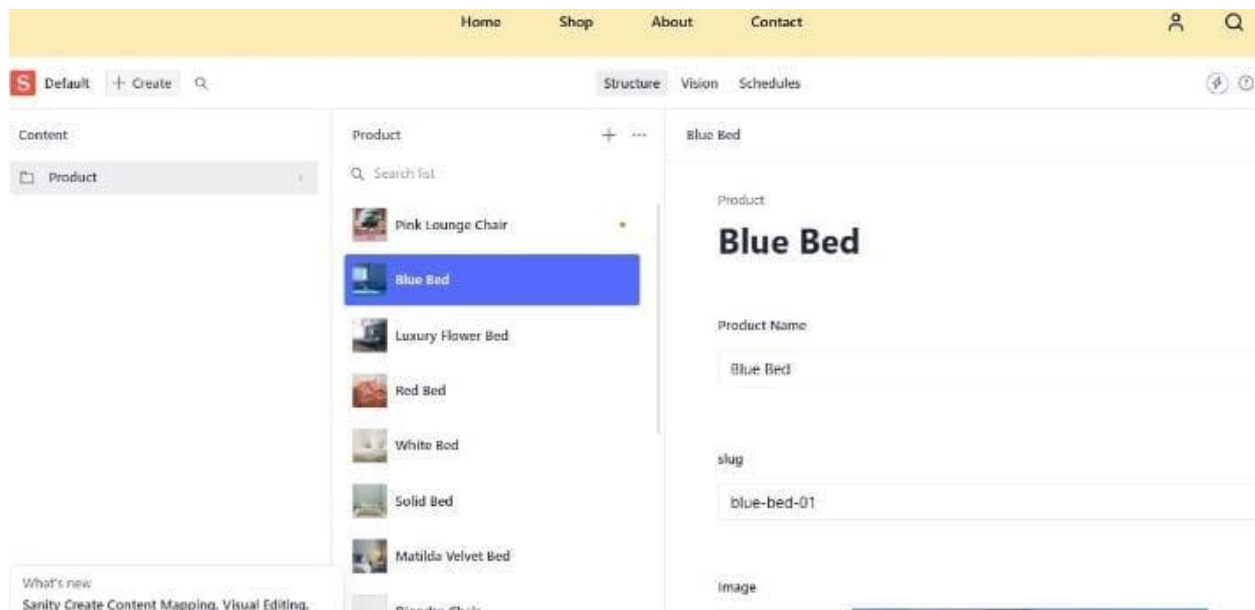 Home Shop About Contact
S Default + Create Structure Vision Schedules
Content
Product
Product
Search list
Pink Lounge Chair
Blue Bed
Luxury Flower Bed
Red Bed
White Bed
Solid Bed
Matilda Velvet Bed
Blue Bed
Product
Blue Bed
Product Name
Blue Bed
slug
blue-bed-01
Image
What's new
Sanity Create Content Mapping, Visual Editing,